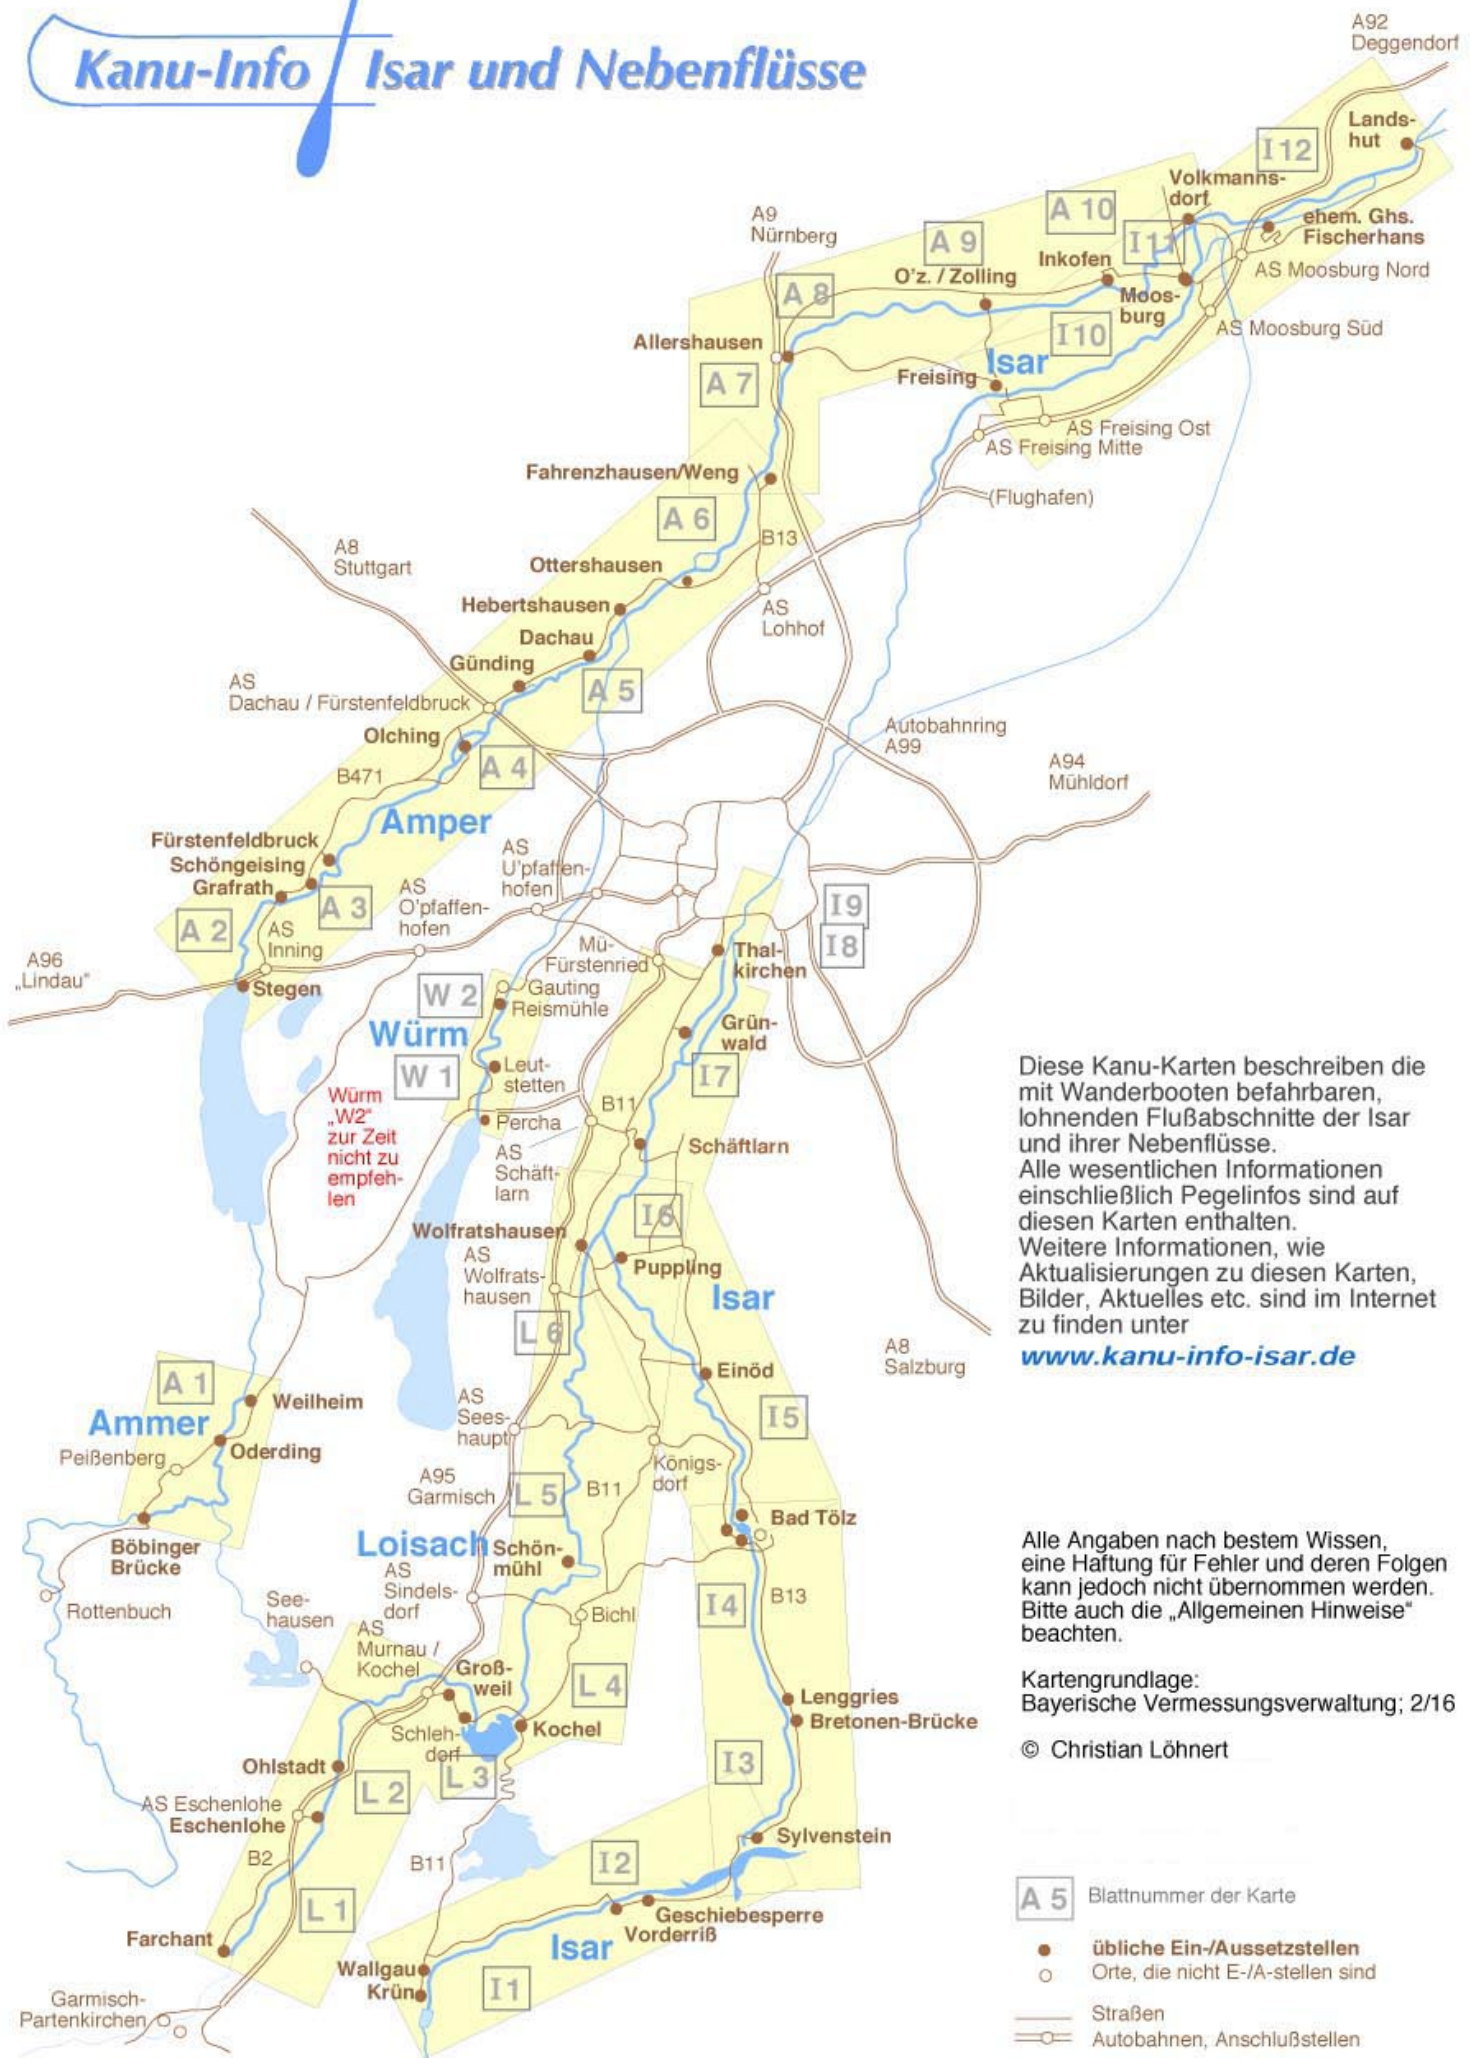 Kanu-Info Isar und Nebenflüsse
A92
Deggendorf
Lands-
hut
I 12
Volkmanns-
dorf
A 10
A9
Nürnberg
A 9
I 11
ehem. Ghs.
Fischerhans
Inkofen
O'z. / Zolling
AS Moosburg Nord
A 8
Moos-
burg
I 10
AS Moosburg Süd
Allershausen
Isar
A 7
Freising
AS Freising Ost
AS Freising Mitte
Fahrenzhausen/Weng
(Flughafen)
A 6
B13
A8
Stuttgart
Ottershausen
Hebertshausen
AS
Lohhof
Dachau
Günding
A 5
AS
Dachau / Fürstenfeldbruck
Olching
Autobahnring
A99
A 4
B471
A94
Mühldorf
Amper
Fürstenfeldbruck
Schöngeising
Grafrath
AS
U'pfaffen-
hofen
A 3
AS
O'pfaffen-
hofen
I 9
I 8
A 2
AS
Inning
A96
„Lindau“
Mü-
Fürstenried
Thal-
kirchen
Stegen
W 2
Gauting
Reismühle
Würm
Grün-
wald
W 1
Leut-
stetten
I 7
Würm
„W2“
zur Zeit
nicht zu
empfeh-
len
B11
Percha
AS
Schäft-
larn
Schäftlarn
Diese Kanu-Karten beschreiben die
mit Wanderbooten befahrbaren,
lohnenden Flußabschnitte der Isar
und ihrer Nebenflüsse.
Alle wesentlichen Informationen
einschließlich Pegelinfos sind auf
diesen Karten enthalten.
Weitere Informationen, wie
Aktualisierungen zu diesen Karten,
Bilder, Aktuelles etc. sind im Internet
zu finden unter
www.kanu-info-isar.de
I 6
Wolfratshausen
AS
Wolfrats-
hausen
Puppling
Isar
L 6
A8
Salzburg
Einöd
A 1
Weilheim
Ammer
Oderding
Peißenberg
AS
Sees-
haupt
I 5
Königs-
dorf
A95
Garmisch
L 5
B11
Bad Tölz
Böbinger
Brücke
Loisach
Schön-
mühl
AS
Sindels-
dorf
Rottenbuch
See-
hausen
Bichl
I 4
B13
AS
Murnau /
Kochel
Groß-
weil
L 4
Lenggries
Bretonen-Brücke
Schleh-
dorf
Kochel
Ohlstadt
L 2
L 3
I 3
AS Eschenlohe
Eschenlohe
Sylvenstein
B2
B11
I 2
L 1
Geschiebesperre
Vorderriß
Farchant
Isar
Wallgau
Krün
I 1
Garmisch-
Partenkirchen
Alle Angaben nach bestem Wissen,
eine Haftung für Fehler und deren Folgen
kann jedoch nicht übernommen werden.
Bitte auch die „Allgemeinen Hinweise“
beachten.
Kartengrundlage:
Bayerische Vermessungsverwaltung; 2/16
© Christian Löhnert
A 5 Blattnummer der Karte
übliche Ein-/Aussetzstellen
Orte, die nicht E-/A-stellen sind
Straßen
Autobahnen, Anschlußstellen